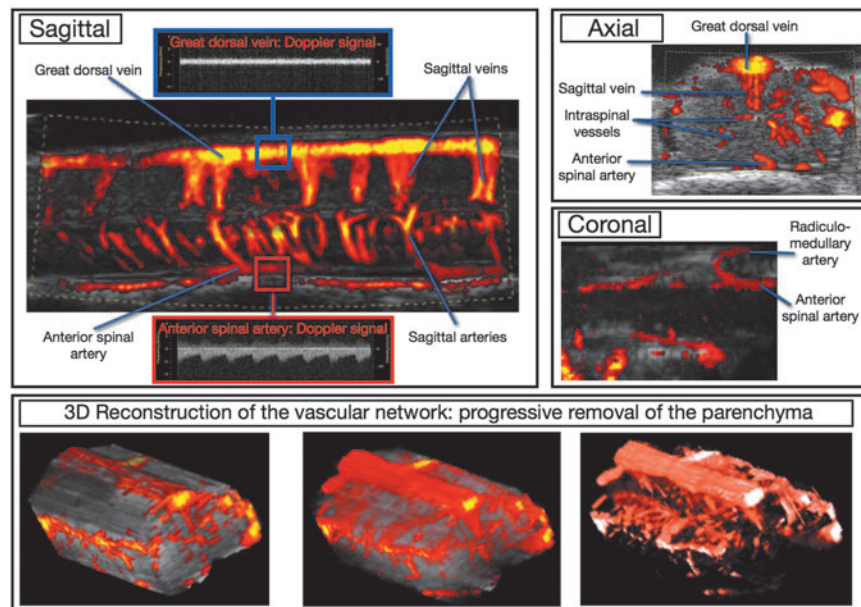 Sagittal
Great dorsal vein: Doppler signal
Great dorsal vein
Sagittal veins
Anterior spinal
artery
Anterior spinal artery: Doppler signal
Sagittal arteries
Axial
Great dorsal vein
Sagittal vein
Intraspinal
vessels
Anterior
spinal artery
Coronal
Radiculo-
medullary
artery
Anterior
spinal artery
3D Reconstruction of the vascular network: progressive removal of the parenchyma